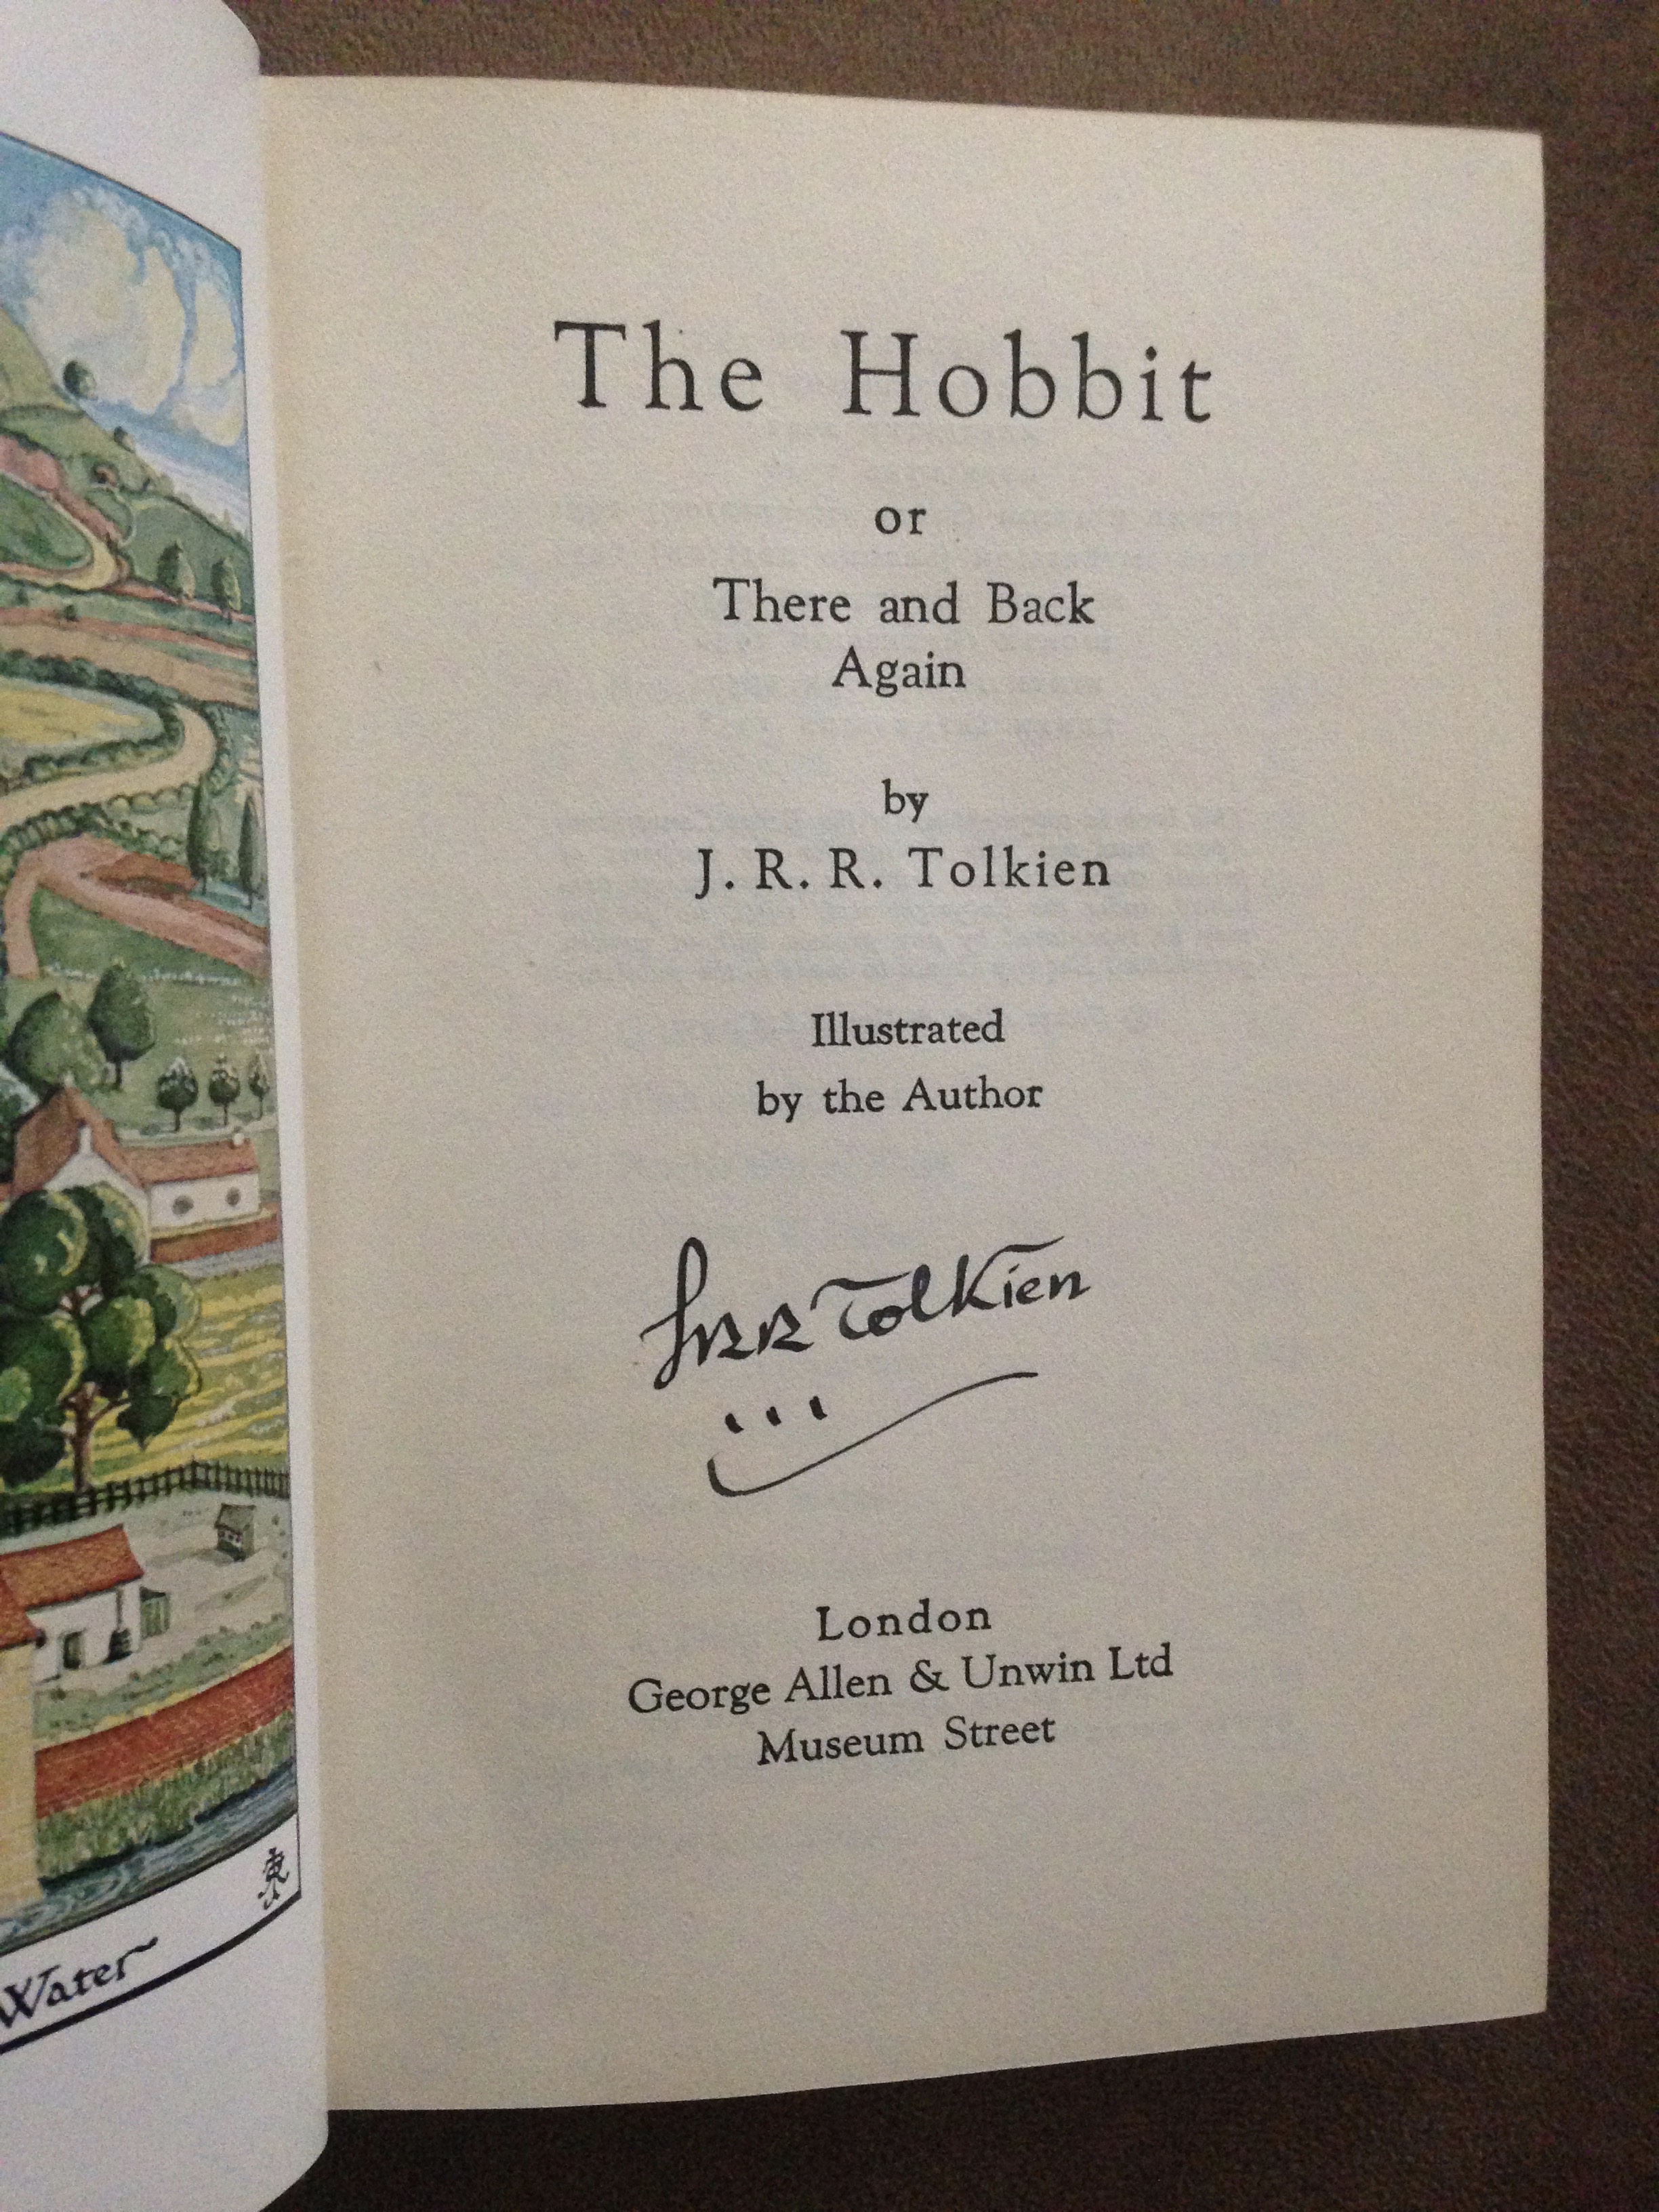 The Hobbit
or
There and Back
Again
by
J. R. R. Tolkien
Illustrated
by the Author
JRR Tolkien
London
George Allen & Unwin Ltd
Museum Street
Water